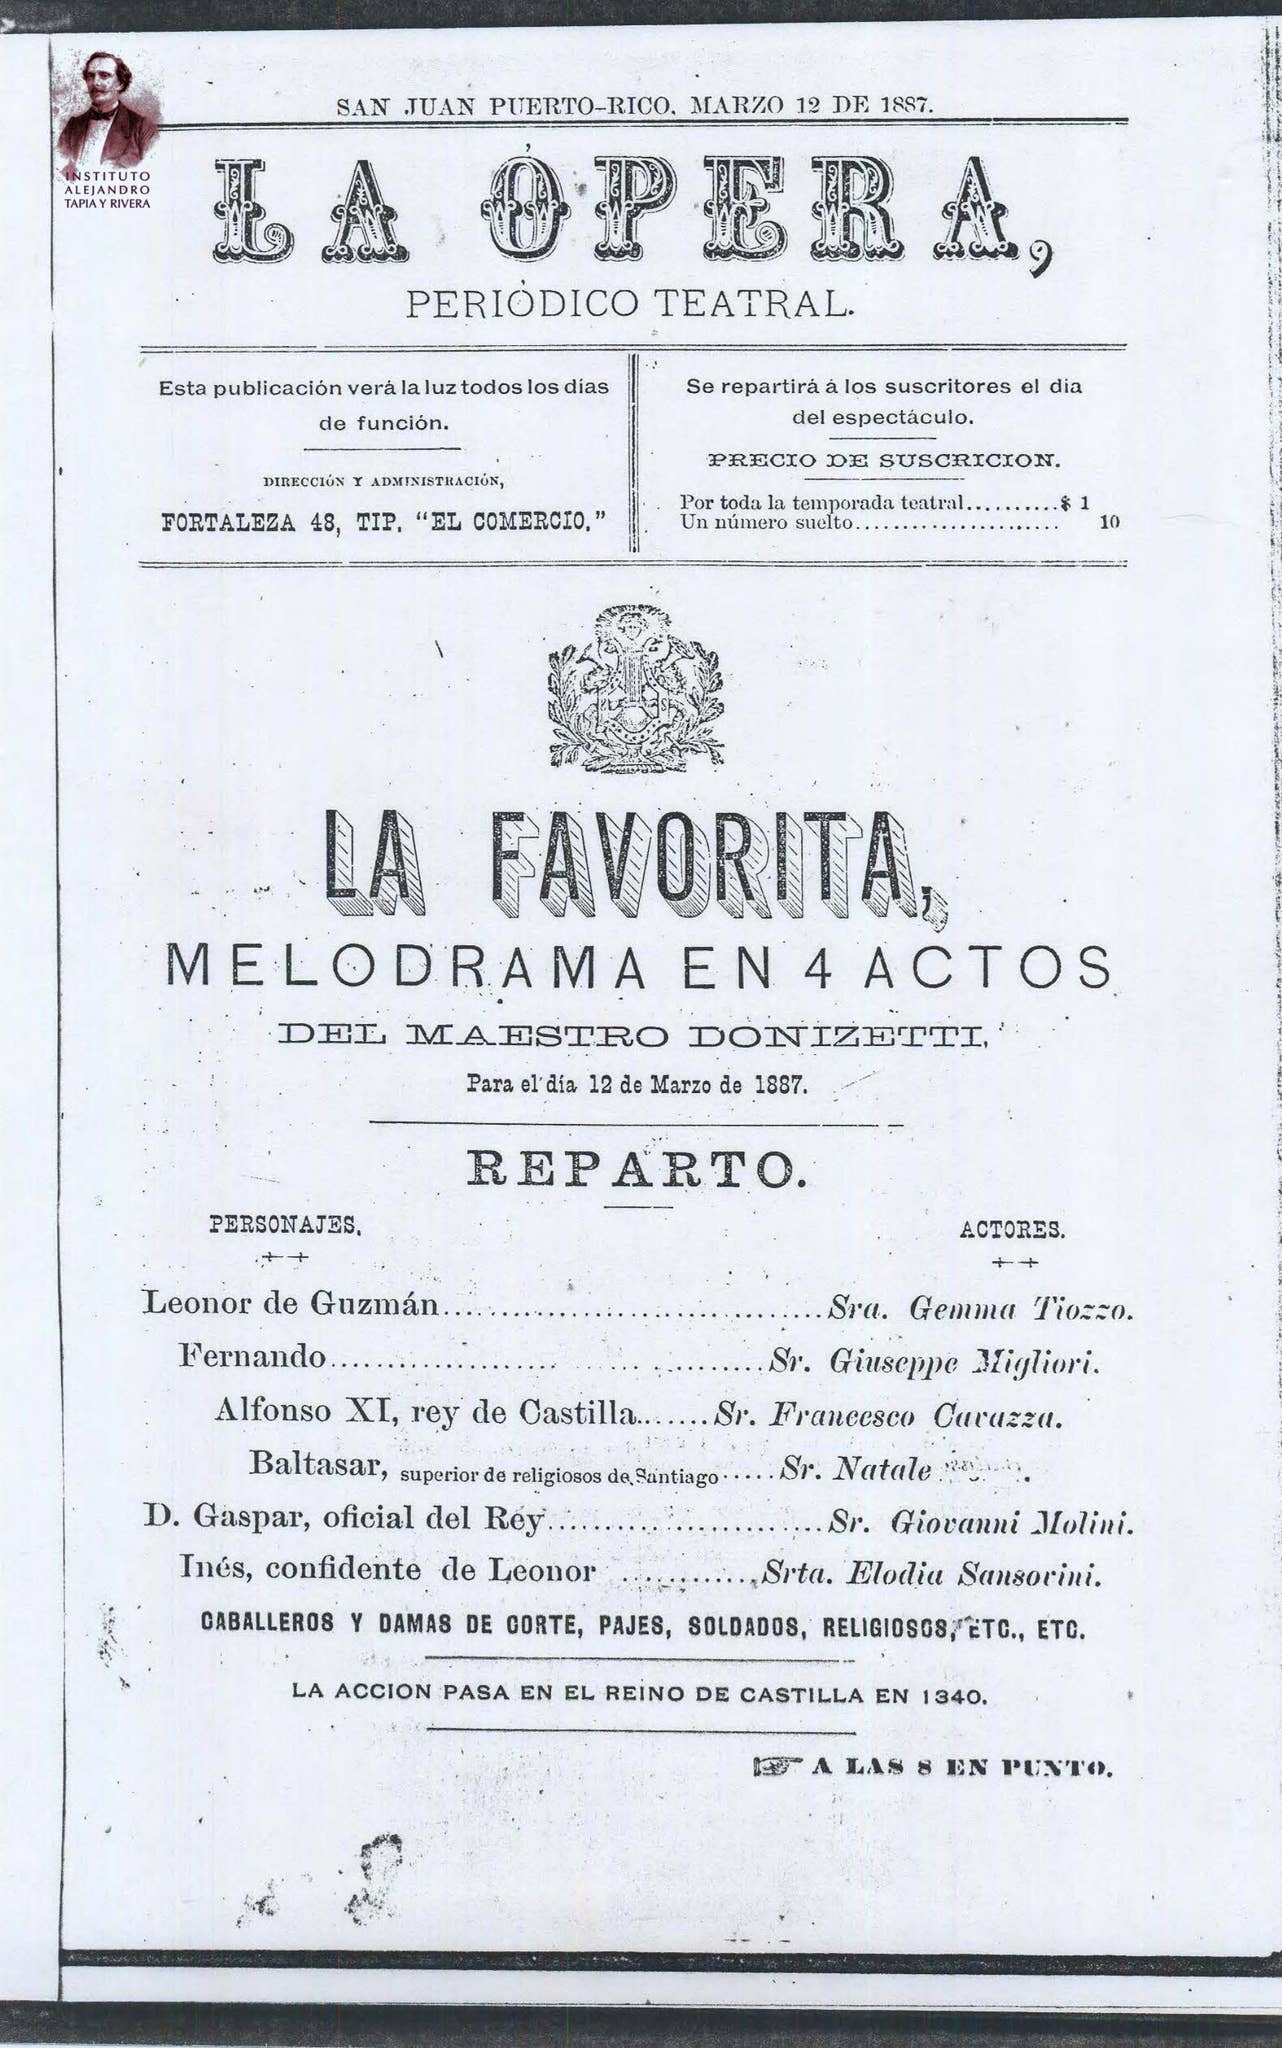 INSTITUTO
ALEJANDRO
TAPIA Y RIVERA
SAN JUAN PUERTO-RICO, MARZO 12 DE 1887.
LA ÓPERA,
PERIÓDICO TEATRAL.
Esta publicación verá la luz todos los días
de función.
DIRECCIÓN Y ADMINISTRACIÓN,
FORTALEZA 48, TIP. "EL COMERCIO."
Se repartirá á los suscritores el dia
del espectáculo.
PRECIO DE SUSCRICION.
Por toda la temporada teatral..........$ 1
Un número suelto...................... 10
LA FAVORITA,
MELODRAMA EN 4 ACTOS
DEL MAESTRO DONIZETTI,
Para el día 12 de Marzo de 1887.
REPARTO.
PERSONAJES. ACTORES.
Leonor de Guzmán.......................................Sra. Gemma Tiozzo.
Fernando.............................................Sr. Giuseppe Migliori.
Alfonso XI, rey de Castilla.......Sr. Francesco Cavazza.
Baltasar, superior de religiosos de Santiago.....Sr. Natale
D. Gaspar, oficial del Rey............................Sr. Giovanni Molini.
Inés, confidente de Leonor ..............Srta. Elodia Sansorini.
CABALLEROS Y DAMAS DE CORTE, PAJES, SOLDADOS, RELIGIOSOS, ETC., ETC.
LA ACCION PASA EN EL REINO DE CASTILLA EN 1340.
☞ A LAS 8 EN PUNTO.